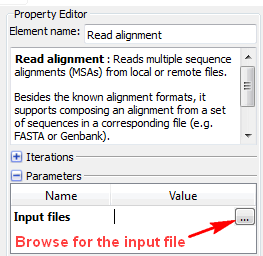 Property Editor
Element name: Read alignment
Read alignment : Reads multiple sequence
alignments (MSAs) from local or remote files.
Besides the known alignment formats, it
supports composing an alignment from a set
of sequences in a corresponding file (e.g.
FASTA or Genbank).
Iterations
Parameters
Name Value
Input files ...
Browse for the input file